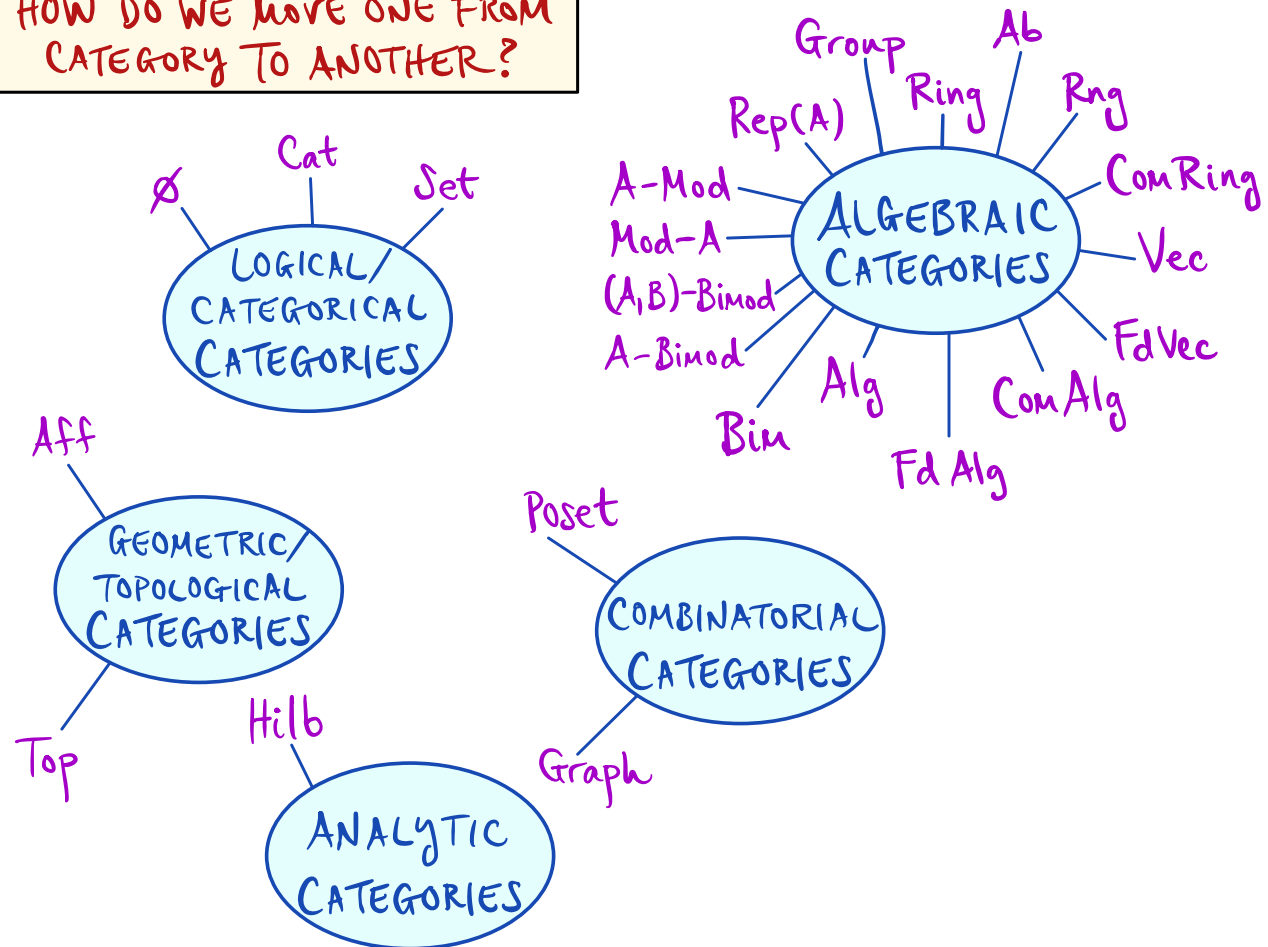 HOW DO WE MOVE ONE FROM
CATEGORY TO ANOTHER?
Ø
Cat
Set
LOGICAL/
CATEGORICAL
CATEGORIES
Group
Ab
Rep(A)
Ring
Rng
A-Mod
ComRing
Mod-A
Vec
(A,B)-Bimod
A-Bimod
FdVec
Bim
Alg
ComAlg
Fd Alg
ALGEBRAIC
CATEGORIES
Aff
GEOMETRIC/
TOPOLOGICAL
CATEGORIES
Top
Poset
COMBINATORIAL
CATEGORIES
Graph
Hilb
ANALYTIC
CATEGORIES